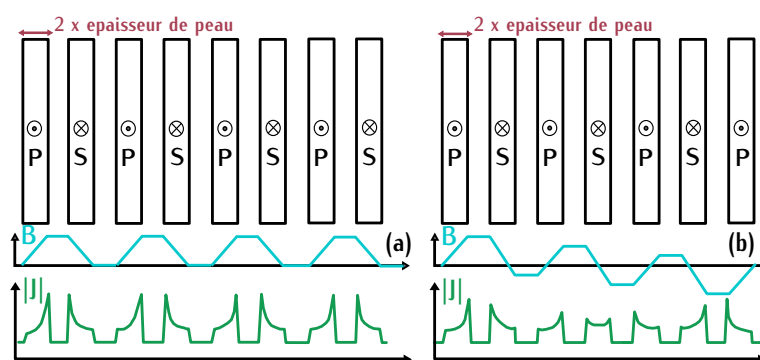 2 x epaisseur de peau
P S P S P S P S
B
(a)
|J|
2 x epaisseur de peau
P S P S P S P
B
(b)
|J|